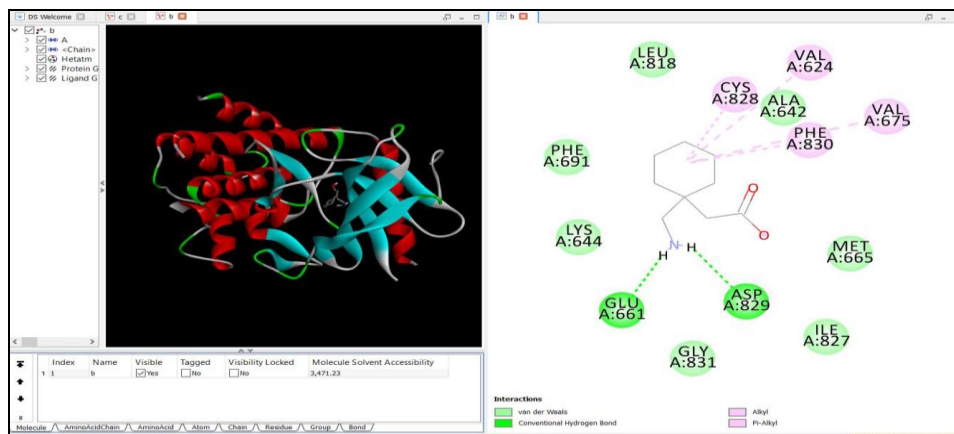 DS Welcome
c
b
b
A
<Chain>
Hetatm
Protein G
Ligand G
Index Name Visible Tagged Visibility Locked Molecule Solvent Accessibility
1 1 b Yes No No 3,471.23
Molecule AminoAcidChain AminoAcid Atom Chain Residue Group Bond
b
LEU
A:818
VAL
A:624
CYS
A:828
ALA
A:642
VAL
A:675
PHE
A:830
PHE
A:691
O
LYS
A:644
O
N
H H
MET
A:665
GLU
A:661
ASP
A:829
ILE
A:827
GLY
A:831
Interactions
van der Waals
Conventional Hydrogen Bond
Alkyl
Pi-Alkyl